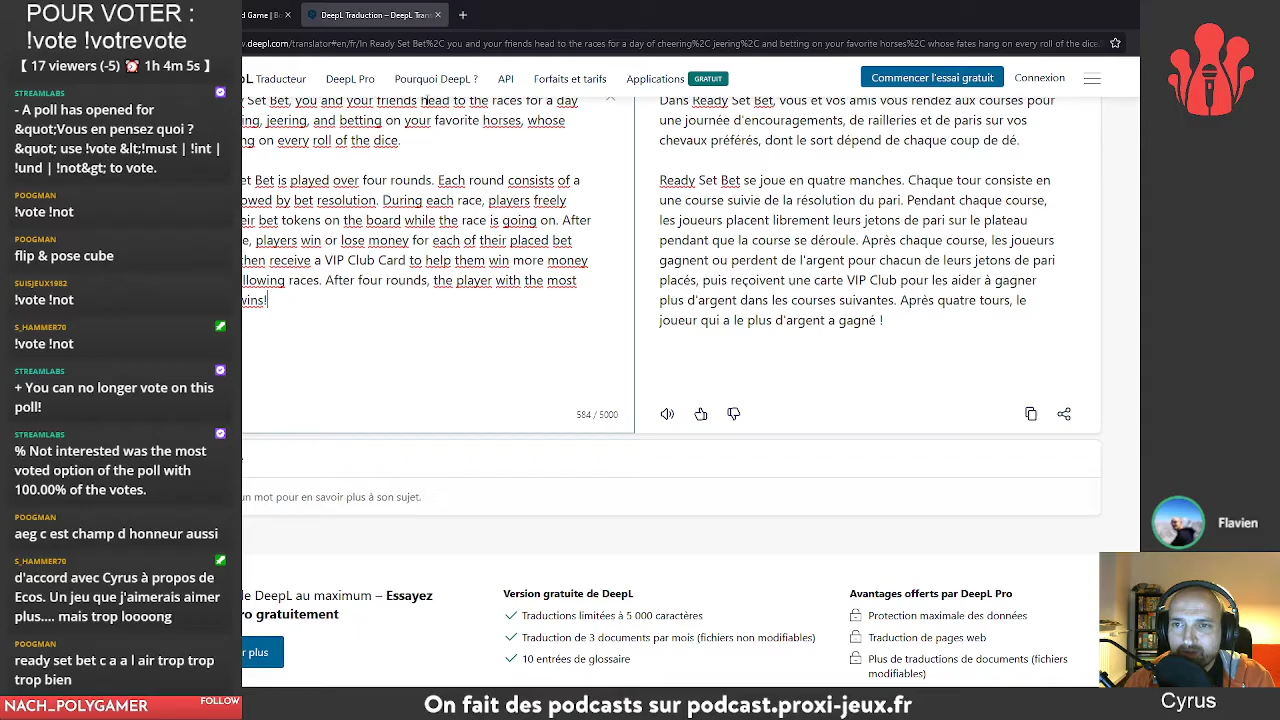 POUR VOTER :
!vote !votrevote
【 17 viewers (-5) ⏰ 1h 4m 5s 】
STREAMLABS
- A poll has opened for
&quot;Vous en pensez quoi ?
&quot; use !vote &lt;!must | !int |
!und | !not&gt; to vote.
POOGMAN
!vote !not
POOGMAN
flip & pose cube
SUISJEUX1982
!vote !not
S_HAMMER70
!vote !not
STREAMLABS
+ You can no longer vote on this
poll!
STREAMLABS
% Not interested was the most
voted option of the poll with
100.00% of the votes.
POOGMAN
aeg c est champ d honneur aussi
S_HAMMER70
d'accord avec Cyrus à propos de
Ecos. Un jeu que j'aimerais aimer
plus.... mais trop loooong
POOGMAN
ready set bet c a a l air trop trop
trop bien
NACH_POLYGAMER
FOLLOW
d Game | Bo
DeepL Traduction – DeepL Tran
.deepl.com/translator#en/fr/In Ready Set Bet%2C you and your friends head to the races for a day of cheering%2C jeering%2C and betting on your favorite horses%2C whose fates hang on every roll of the dice.
L Traducteur
DeepL Pro
Pourquoi DeepL ?
API
Forfaits et tarifs
Applications
GRATUIT
Commencer l'essai gratuit
Connexion
y Set Bet, you and your friends head to the races for a day
ng, jeering, and betting on your favorite horses, whose
ng on every roll of the dice.
et Bet is played over four rounds. Each round consists of a
owed by bet resolution. During each race, players freely
eir bet tokens on the board while the race is going on. After
e, players win or lose money for each of their placed bet
hen receive a VIP Club Card to help them win more money
llowing races. After four rounds, the player with the most
wins!
584 / 5000
Dans Ready Set Bet, vous et vos amis vous rendez aux courses pour
une journée d'encouragements, de railleries et de paris sur vos
chevaux préférés, dont le sort dépend de chaque coup de dé.
Ready Set Bet se joue en quatre manches. Chaque tour consiste en
une course suivie de la résolution du pari. Pendant chaque course,
les joueurs placent librement leurs jetons de pari sur le plateau
pendant que la course se déroule. Après chaque course, les joueurs
gagnent ou perdent de l'argent pour chacun de leurs jetons de pari
placés, puis reçoivent une carte VIP Club pour les aider à gagner
plus d'argent dans les courses suivantes. Après quatre tours, le
joueur qui a le plus d'argent a gagné !
un mot pour en savoir plus à son sujet.
de DeepL au maximum – Essayez
ro gratuitement
r plus
Version gratuite de DeepL
Traductions limitées à 5 000 caractères
Traduction de 3 documents par mois (fichiers non modifiables)
10 entrées de glossaire
Avantages offerts par DeepL Pro
Protection maximale des données
Traduction de pages web
Plus de traductions de documents (fichiers
modifiables)
Flavien
On fait des podcasts sur podcast.proxi-jeux.fr
Cyrus